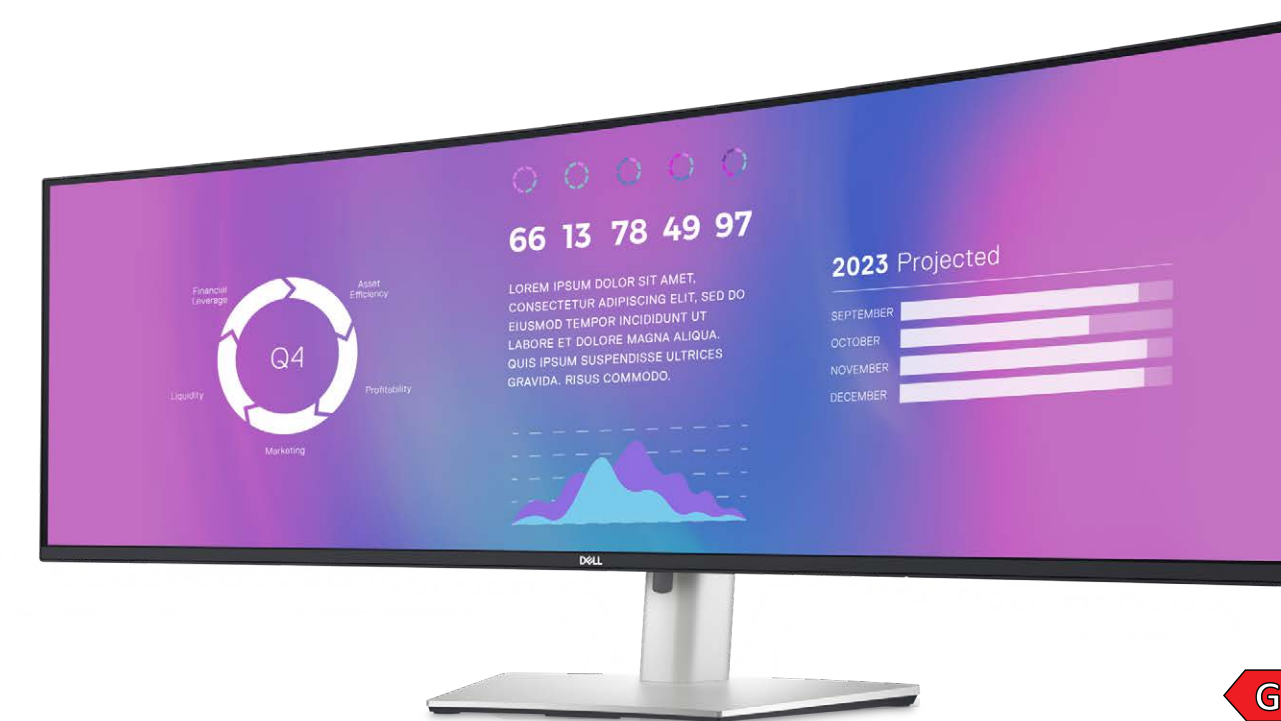 Financial
Leverage
Asset
Efficiency
Q4
Liquidity
Profitability
Marketing
66 13 78 49 97
LOREM IPSUM DOLOR SIT AMET,
CONSECTETUR ADIPISCING ELIT, SED DO
EIUSMOD TEMPOR INCIDIDUNT UT
LABORE ET DOLORE MAGNA ALIQUA.
QUIS IPSUM SUSPENDISSE ULTRICES
GRAVIDA. RISUS COMMODO.
2023 Projected
SEPTEMBER
OCTOBER
NOVEMBER
DECEMBER
DELL
G